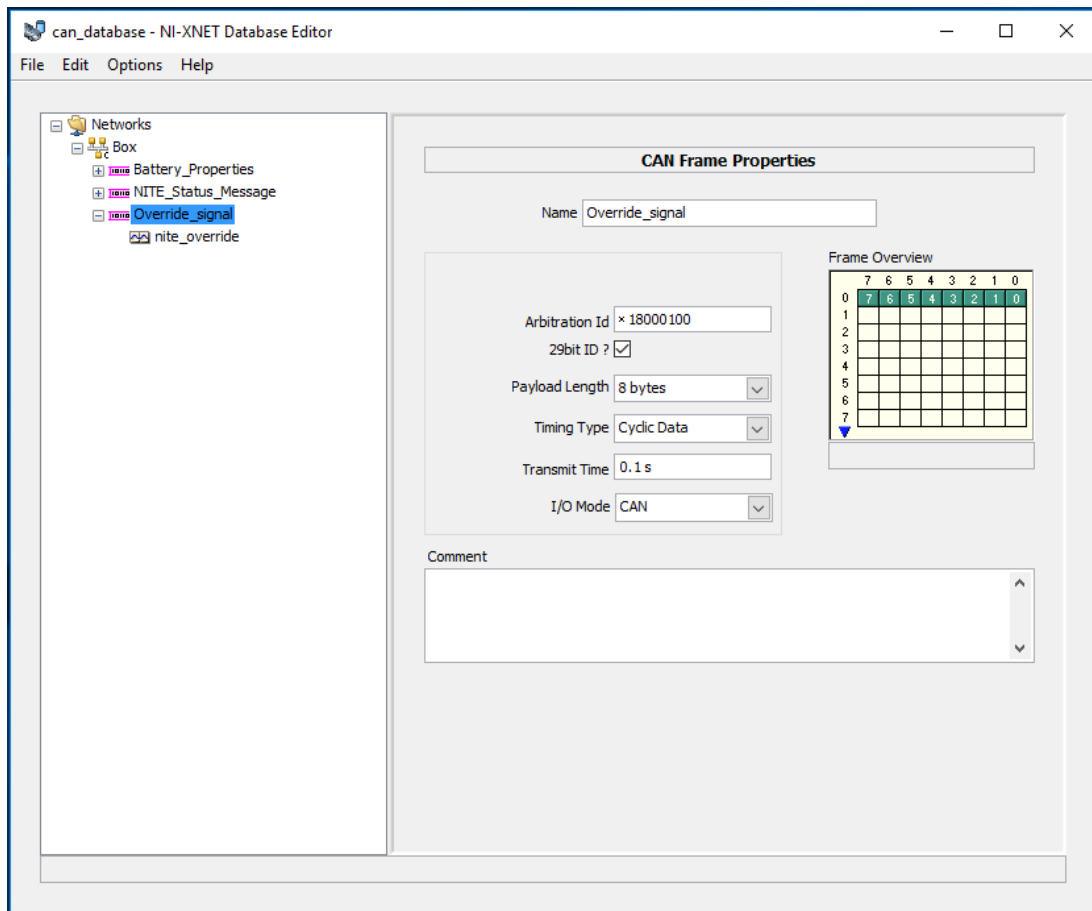 can_database - NI-XNET Database Editor
File Edit Options Help
Networks
Box
Battery_Properties
NITE_Status_Message
Override_signal
nite_override
CAN Frame Properties
Name Override_signal
Arbitration Id × 18000100
29bit ID ?
Payload Length 8 bytes
Timing Type Cyclic Data
Transmit Time 0.1 s
I/O Mode CAN
Frame Overview
7 6 5 4 3 2 1 0
0 7 6 5 4 3 2 1 0
1
2
3
4
5
6
7
Comment